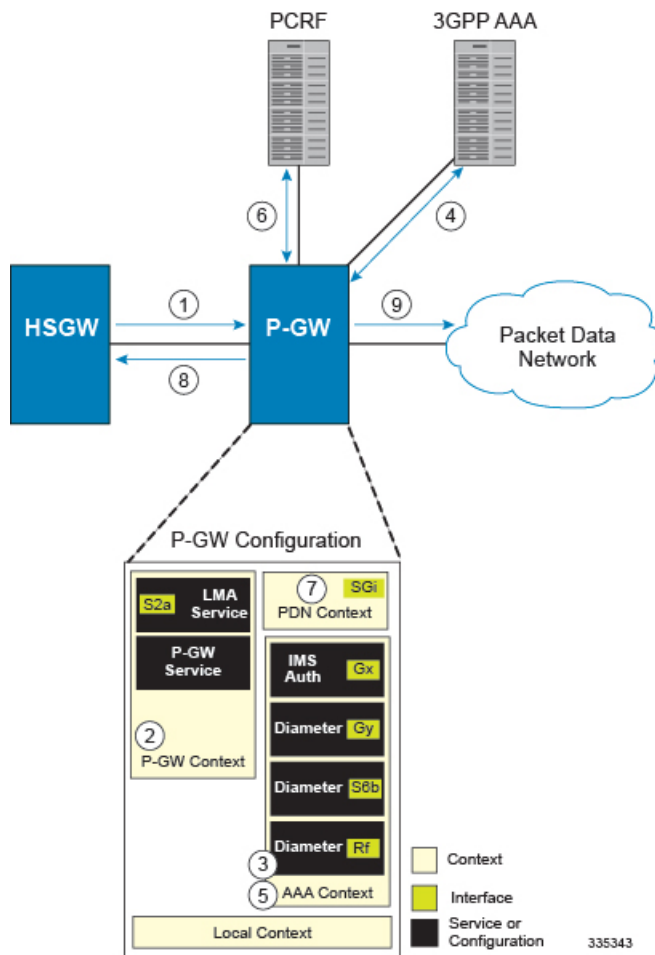 PCRF
3GPP AAA
6
4
HSGW
1
P-GW
9
Packet Data
Network
8
P-GW Configuration
S2a
LMA
Service
P-GW
Service
2
P-GW Context
7
SGi
PDN Context
IMS
Auth
Gx
Diameter
Gy
Diameter
S6b
Diameter
Rf
3
5
AAA Context
Local Context
Context
Interface
Service or
Configuration
335343